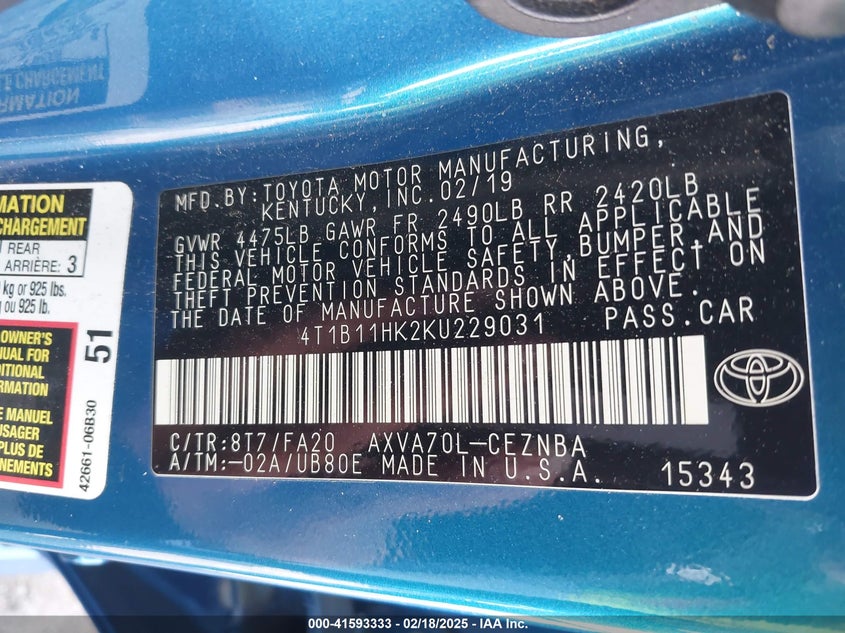 & CHARGEMENT
MATION
MFD.BY:TOYOTA MOTOR MANUFACTURING,
KENTUCKY,INC.02/19
GVWR 4475LB GAWR FR 2490LB RR 2420LB
THIS VEHICLE CONFORMS TO ALL APPLICABLE
FEDERAL MOTOR VEHICLE SAFETY,BUMPER,AND
THEFT PREVENTION STANDARDS IN EFFECT ON
THE DATE OF MANUFACTURE SHOWN ABOVE.
4T1B11HK2KU229031 PASS.CAR
C/TR:8T7/FA20 AXVA70L-CEZNBA
A/TM:-02A/UB80E MADE IN U.S.A. 15343
MATION
CHARGEMENT
REAR
ARRIÈRE: 3
kg or 925 lbs.
ou 925 lb.
OWNER'S
NUAL FOR
DITIONAL
ORMATION
E MANUEL
USAGER
PLUS DE
51
42661-06B30
000-41593333 - 02/18/2025 - IAA Inc.